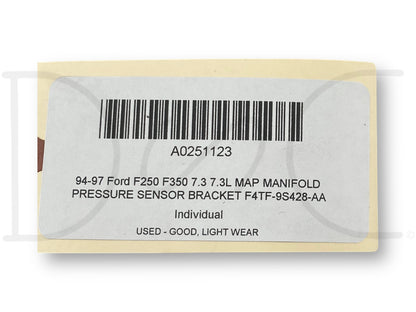 A0251123
94-97 Ford F250 F350 7.3 7.3L MAP MANIFOLD
PRESSURE SENSOR BRACKET F4TF-9S428-AA
Individual
USED - GOOD, LIGHT WEAR